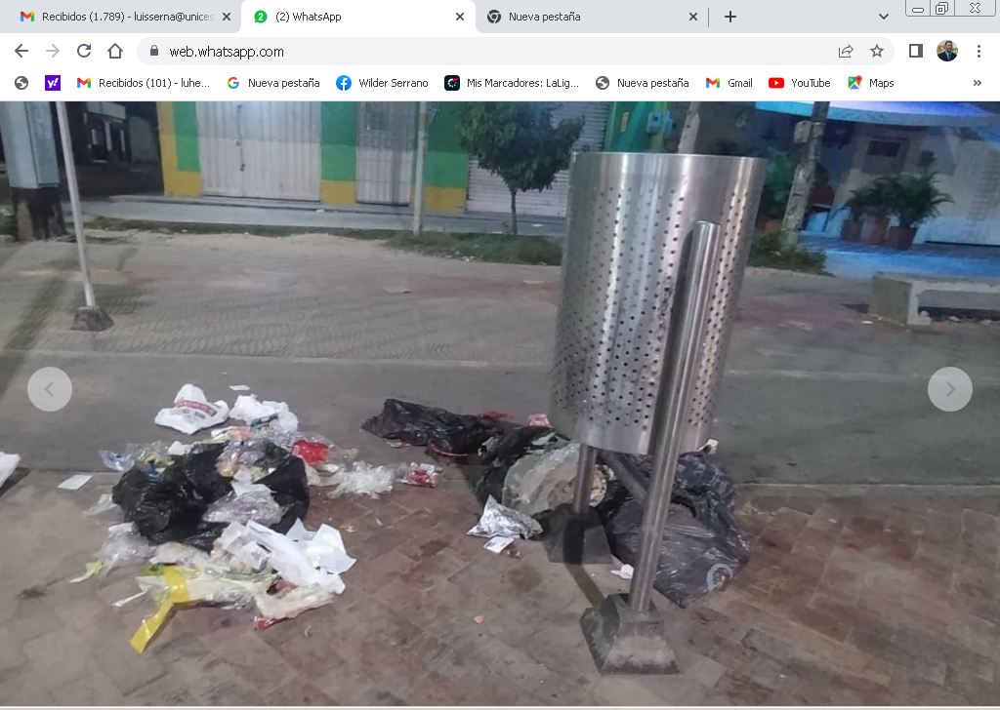 Recibidos (1.789) - luisserna@unices
(2) WhatsApp
Nueva pestaña
web.whatsapp.com
Recibidos (101) - luhe...
Nueva pestaña
Wilder Serrano
Mis Marcadores: LaLig...
Nueva pestaña
Gmail
YouTube
Maps